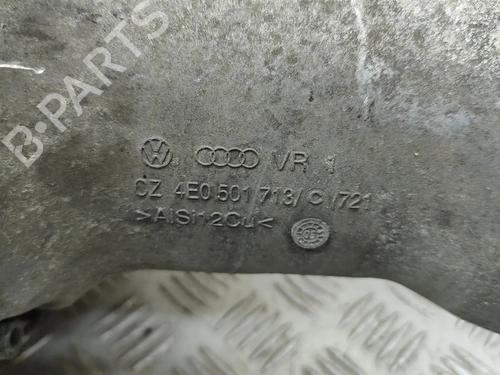 B-PARTS
VR 1
CZ 4E0 501 713/ C /721
>AlSi12Cu<